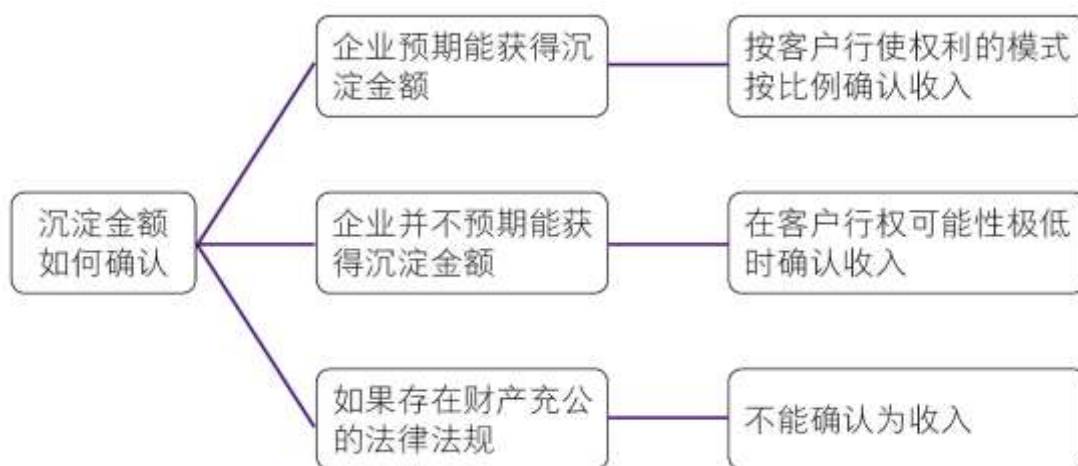 沉淀金额
如何确认
企业预期能获得沉
淀金额
按客户行使权利的模式
按比例确认收入
企业并不预期能获
得沉淀金额
在客户行权可能性极低
时确认收入
如果存在财产充公
的法律法规
不能确认为收入